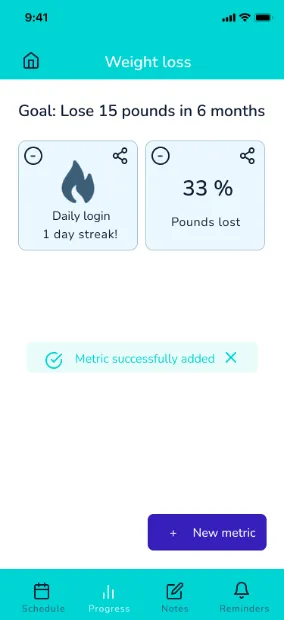 9:41
Weight loss
Goal: Lose 15 pounds in 6 months
Daily login
1 day streak!
33 %
Pounds lost
Metric successfully added
+ New metric
Schedule
Progress
Notes
Reminders